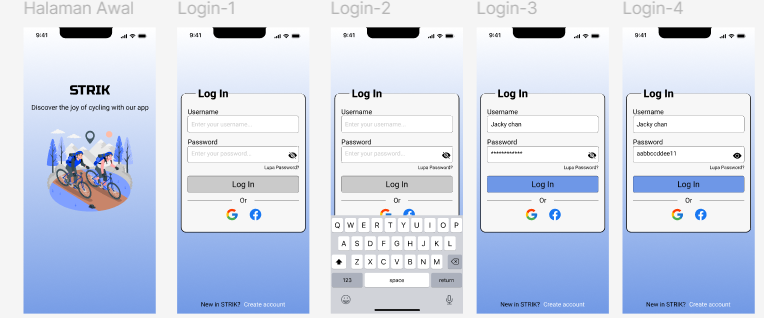 Halaman Awal
9:41
STRIK
Discover the joy of cycling with our app
Login-1
9:41
Log In
Username
Enter your username...
Password
Enter your password...
Lupa Password?
Log In
Or
New in STRIK? Create account
Login-2
9:41
Log In
Username
Enter your username...
Password
Enter your password...
Lupa Password?
Log In
Or
Q W E R T Y U I O P
A S D F G H J K L
Z X C V B N M
123 space return
Login-3
9:41
Log In
Username
Jacky chan
Password
************
Lupa Password?
Log In
Or
New in STRIK? Create account
Login-4
9:41
Log In
Username
Jacky chan
Password
aabbccddee11
Lupa Password?
Log In
Or
New in STRIK? Create account